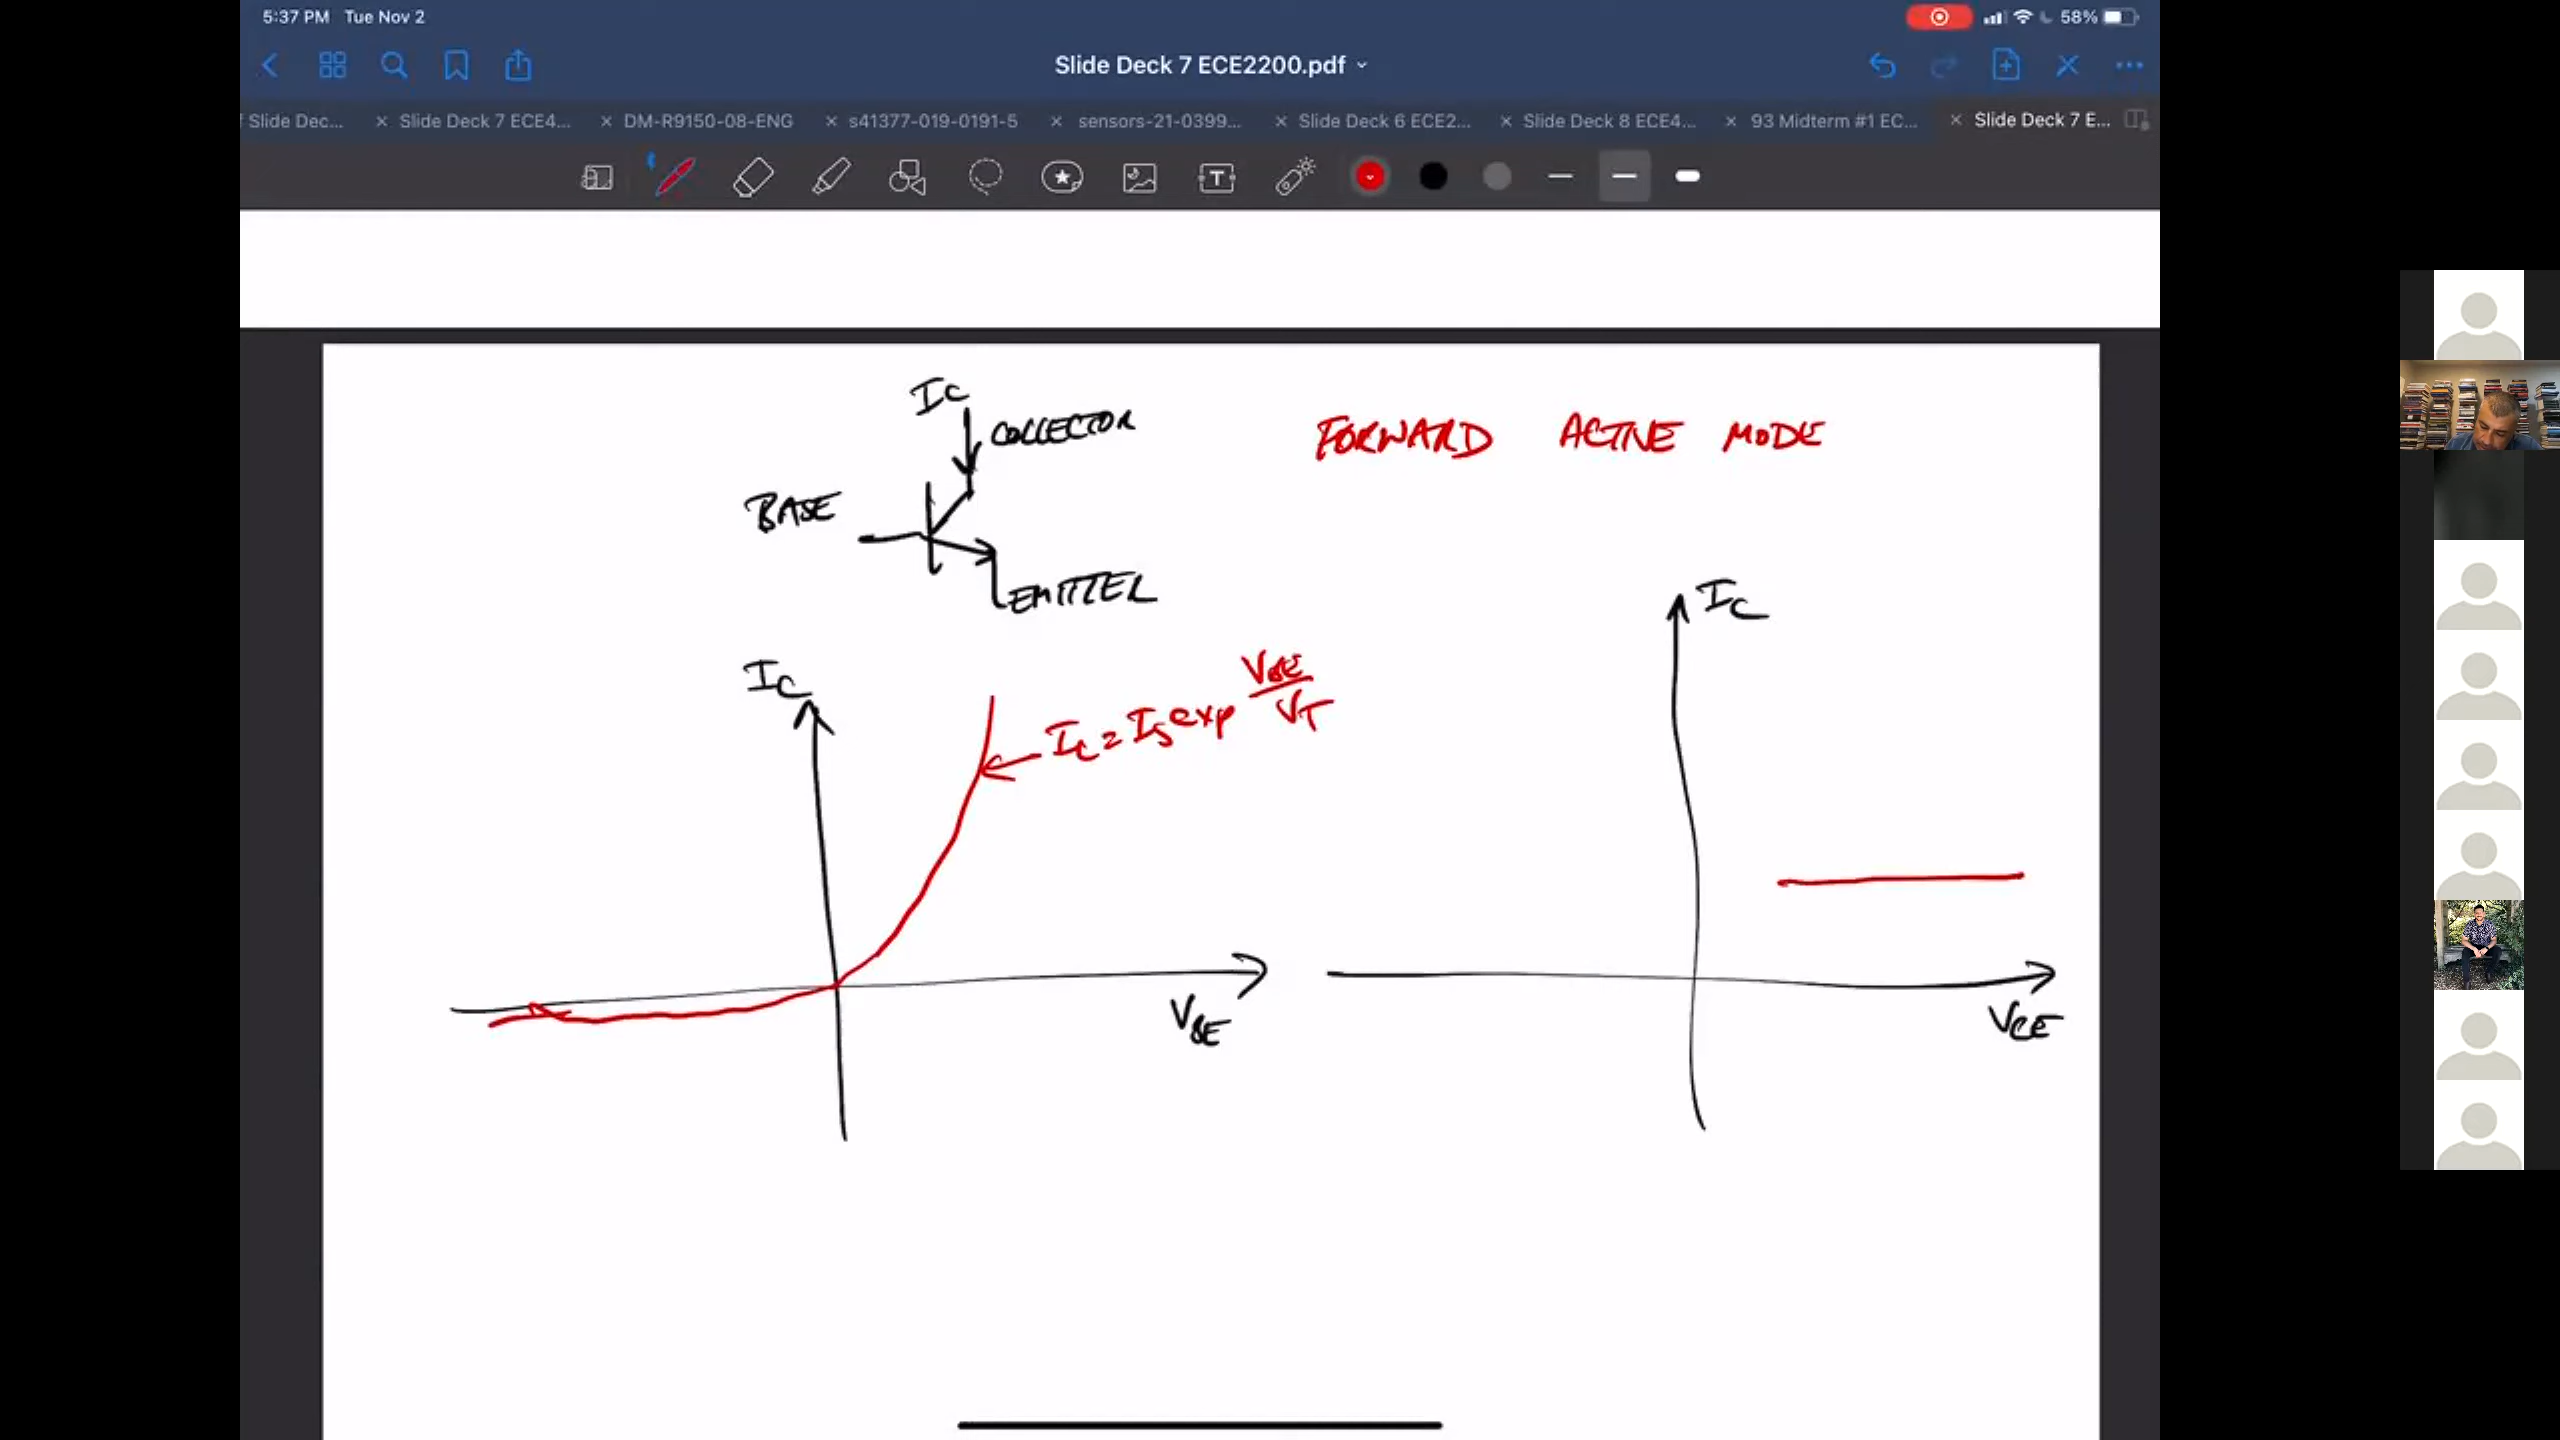 5:37 PM Tue Nov 2
58%
Slide Deck 7 ECE2200.pdf
f Slide Dec...
Slide Deck 7 ECE4...
DM-R9150-08-ENG
s41377-019-0191-5
sensors-21-0399...
Slide Deck 6 ECE2...
Slide Deck 8 ECE4...
93 Midterm #1 EC...
Slide Deck 7 E...
T
IC
COLLECTOR
FORWARD ACTIVE MODE
BASE
EMITTER
IC
IC
IC = IS exp VBE/VT
VBE
VCE